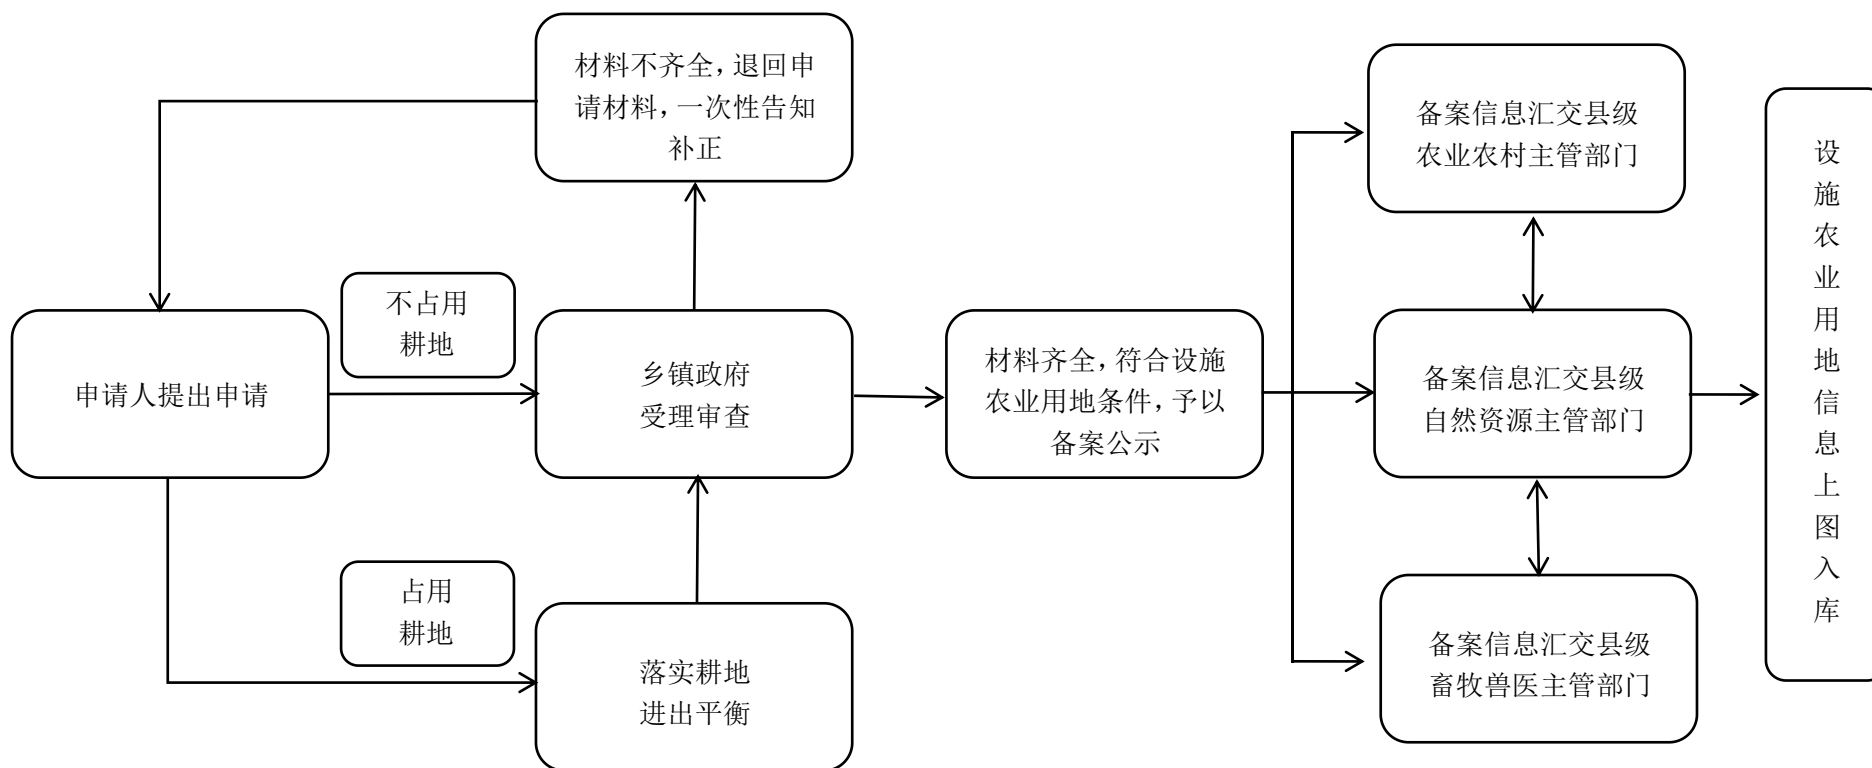 材料不齐全，退回申
请材料，一次性告知
补正
不占用
耕地
申请人提出申请
乡镇政府
受理审查
占用
耕地
落实耕地
进出平衡
材料齐全，符合设施
农业用地条件，予以
备案公示
备案信息汇交县级
农业农村主管部门
备案信息汇交县级
自然资源主管部门
备案信息汇交县级
畜牧兽医主管部门
设施农业用地信息上图入库